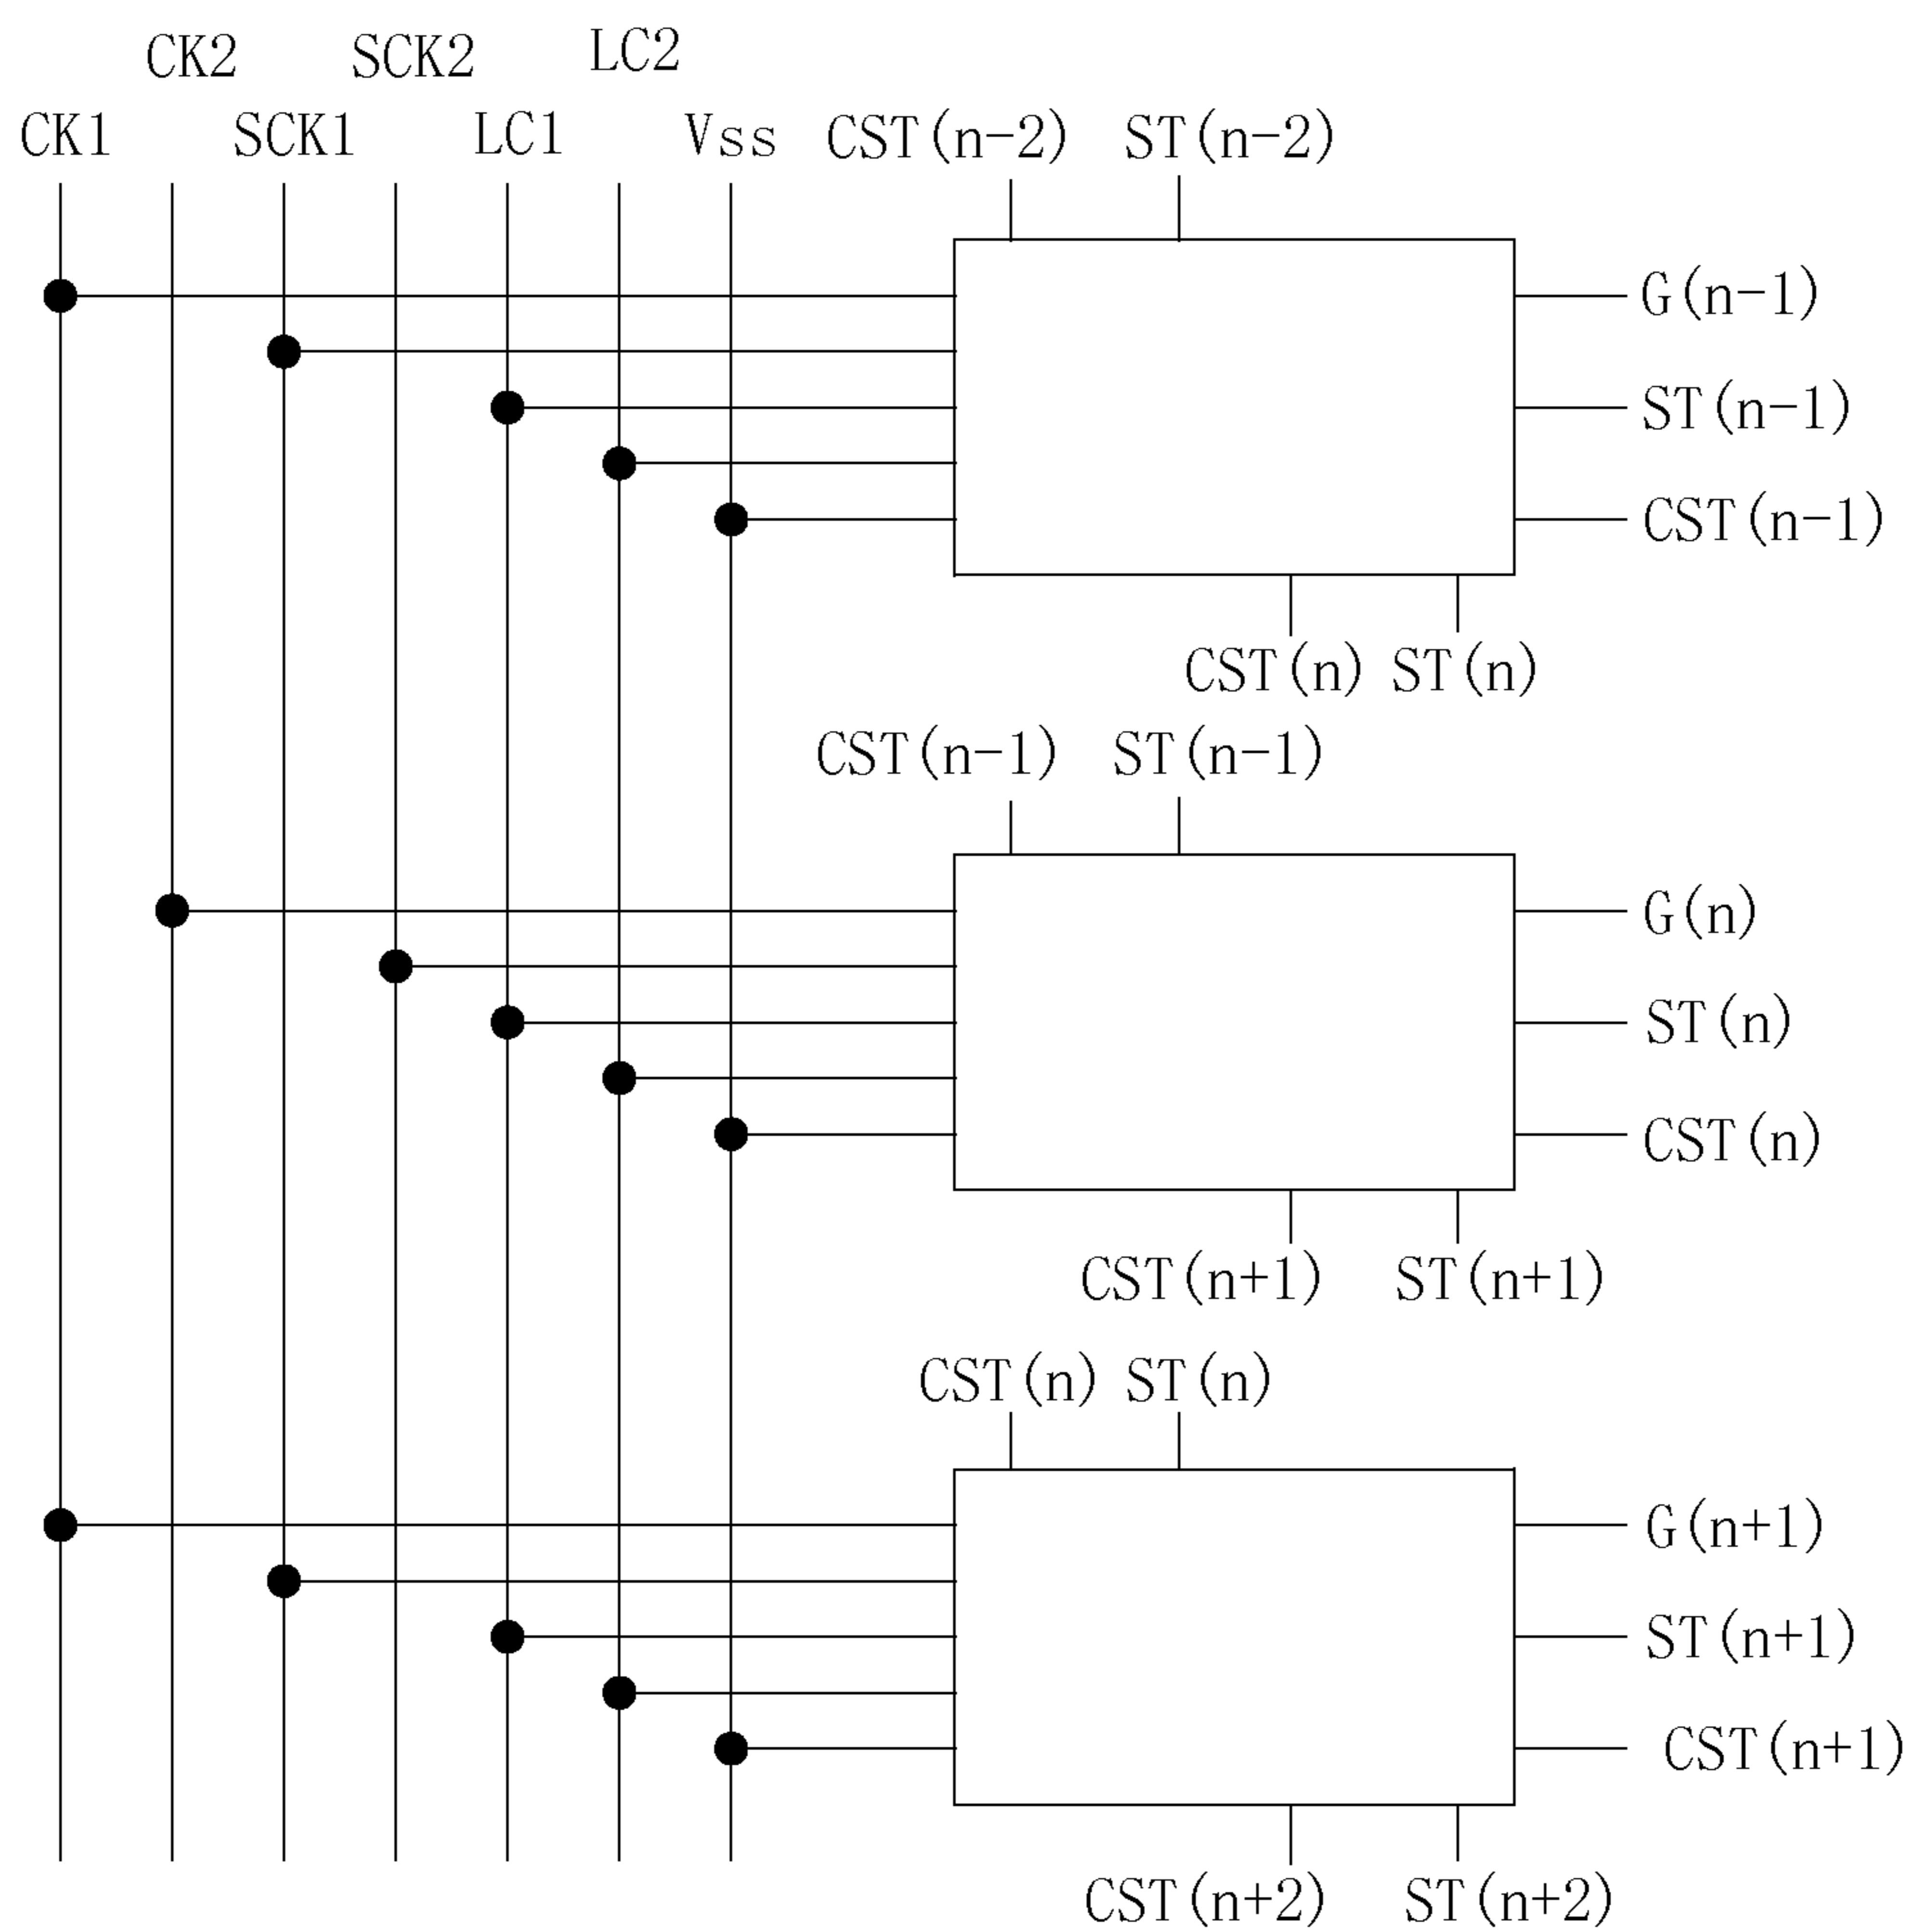 CK2 SCK2 LC2
CK1 SCK1 LC1 Vss CST(n-2) ST(n-2)
G(n-1)
ST(n-1)
CST(n-1)
CST(n) ST(n)
CST(n-1) ST(n-1)
G(n)
ST(n)
CST(n)
CST(n+1) ST(n+1)
CST(n) ST(n)
G(n+1)
ST(n+1)
CST(n+1)
CST(n+2) ST(n+2)